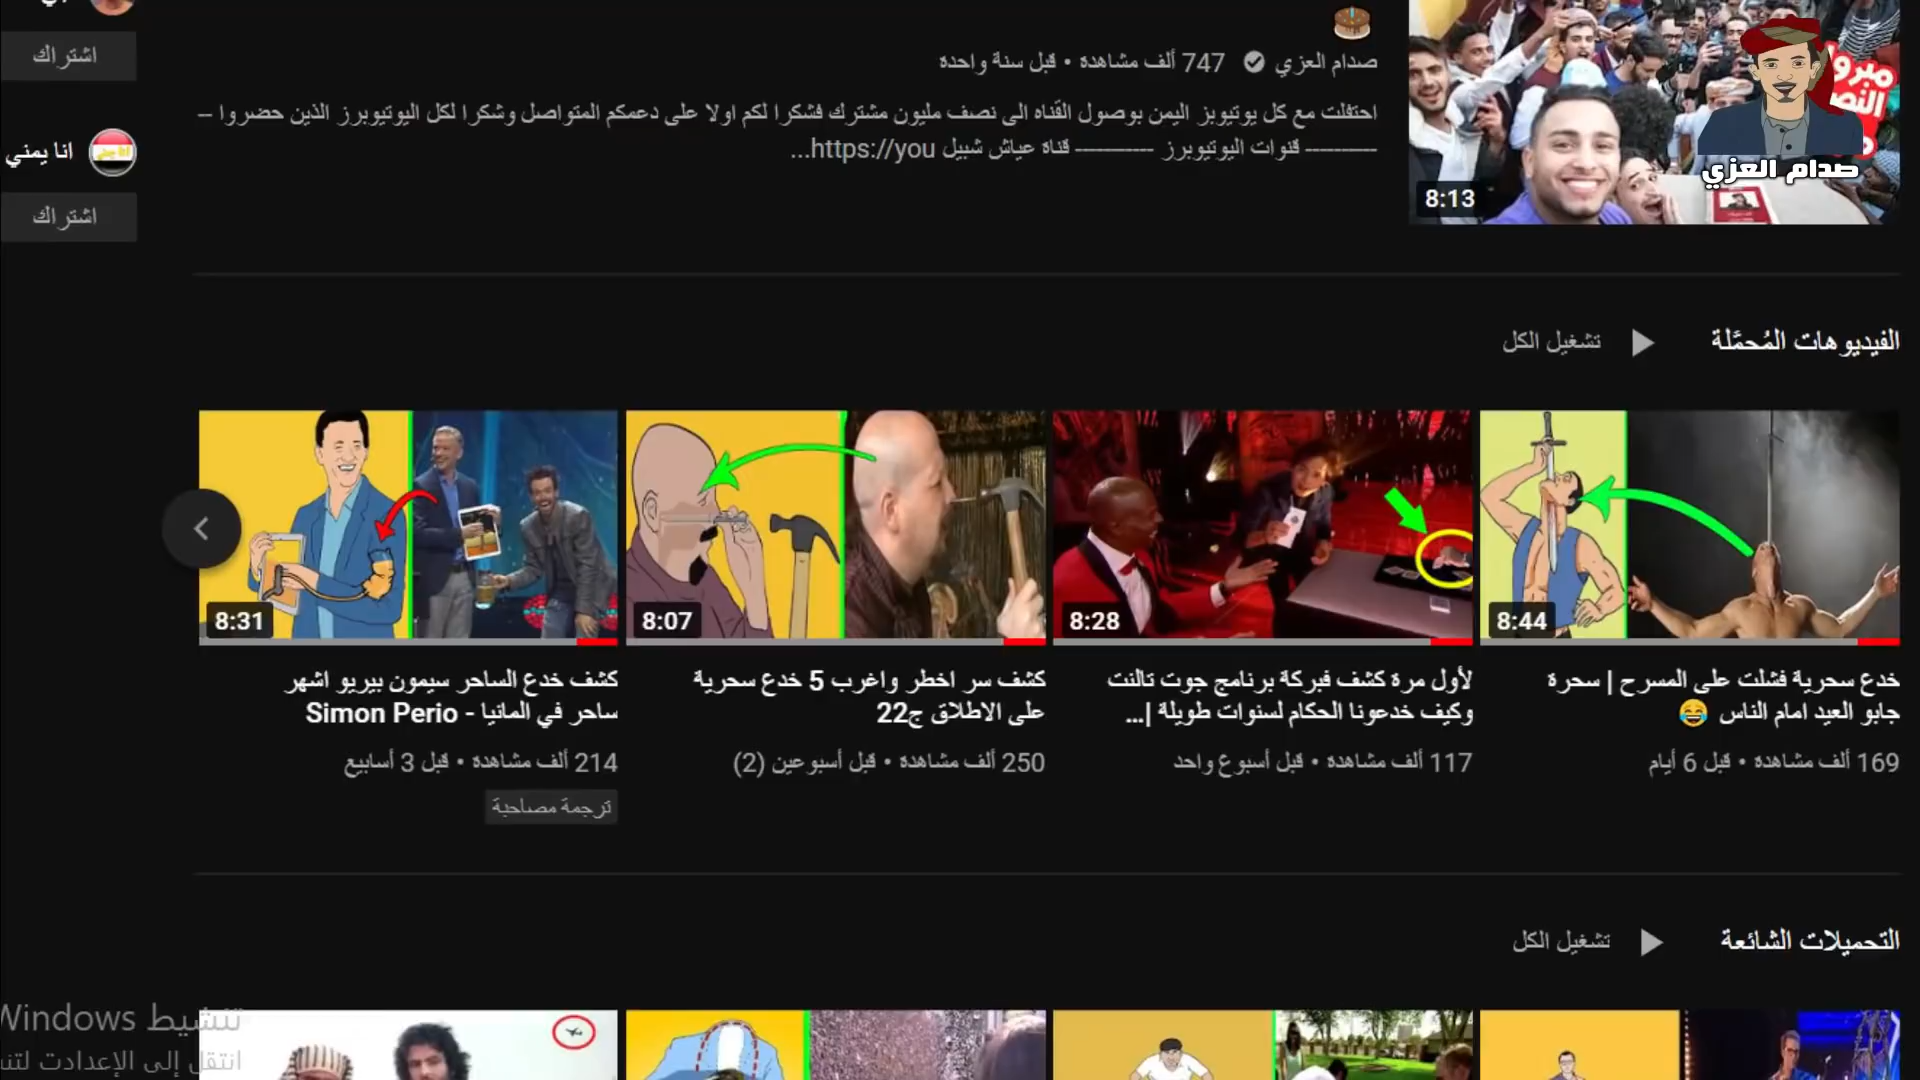 صدام العزي 747 ألف مشاهدة • قبل سنة واحدة
احتفلت مع كل يوتيوبز اليمن بوصول القناه الى نصف مليون مشترك فشكرا لكم اولا على دعمكم المتواصل وشكرا لكل اليوتيوبرز الذين حضروا --
---------- قنوات اليوتيوبرز ----------- قناة عياش شبيل https://you...
8:13
صدام العزي
اشتراك
انا يمني
اشتراك
الفيديوهات المُحمَّلة
تشغيل الكل
8:44
8:28
8:07
8:31
خدع سحرية فشلت على المسرح | سحرة
جابو العيد امام الناس 😂
169 ألف مشاهدة • قبل 6 أيام
لأول مرة كشف فبركة برنامج جوت تالنت
وكيف خدعونا الحكام لسنوات طويلة |...
117 ألف مشاهدة • قبل أسبوع واحد
كشف سر اخطر واغرب 5 خدع سحرية
على الاطلاق ج22
250 ألف مشاهدة • قبل أسبوعين (2)
كشف خدع الساحر سيمون بيريو اشهر
ساحر في المانيا - Simon Perio
214 ألف مشاهدة • قبل 3 أسابيع
ترجمة مصاحبة
التحميلات الشائعة
تشغيل الكل
تنشيط Windows
انتقل إلى الإعدادت